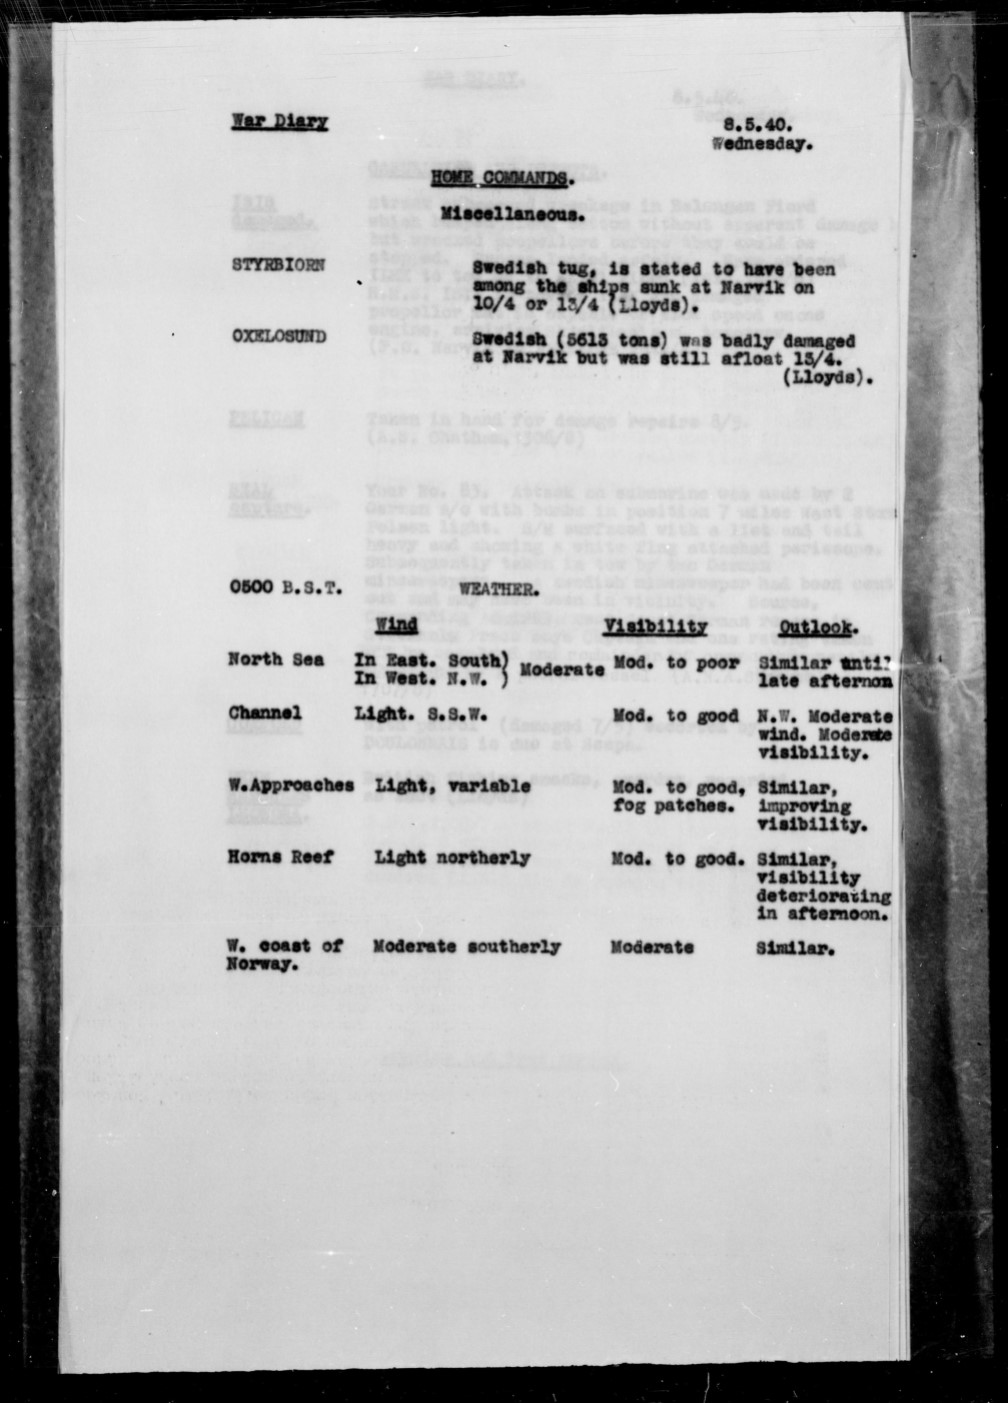 War Diary
8.5.40.
Wednesday.
HOME COMMANDS.
Miscellaneous.
STYRBIORN Swedish tug, is stated to have been
among the ships sunk at Narvik on
10/4 or 13/4 (Lloyds).
OXELOSUND Swedish (5613 tons) was badly damaged
at Narvik but was still afloat 13/4.
(Lloyds).
0500 B.S.T. WEATHER.
Wind Visibility Outlook.
North Sea In East. South) Moderate Mod. to poor Similar until
In West. N.W. ) late afternon
Channel Light. S.S.W. Mod. to good N.W. Moderate
wind. Moderate
visibility.
W.Approaches Light, variable Mod. to good, Similar,
fog patches. improving
visibility.
Horns Reef Light northerly Mod. to good. Similar,
visibility
deteriorating
in afternoon.
W. coast of Moderate southerly Moderate Similar.
Norway.